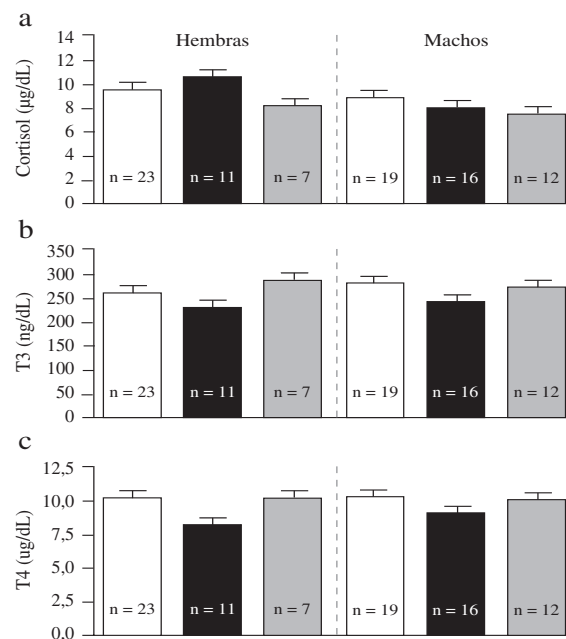 a
Hembras Machos
Cortisol (µg/dL)
14
12
10
8
6
4
2
0
n = 23 n = 11 n = 7 n = 19 n = 16 n = 12
b
T3 (ng/dL)
350
300
250
200
150
100
50
0
n = 23 n = 11 n = 7 n = 19 n = 16 n = 12
c
T4 (ug/dL)
12,5
10,0
7,5
5,0
2,5
0,0
n = 23 n = 11 n = 7 n = 19 n = 16 n = 12